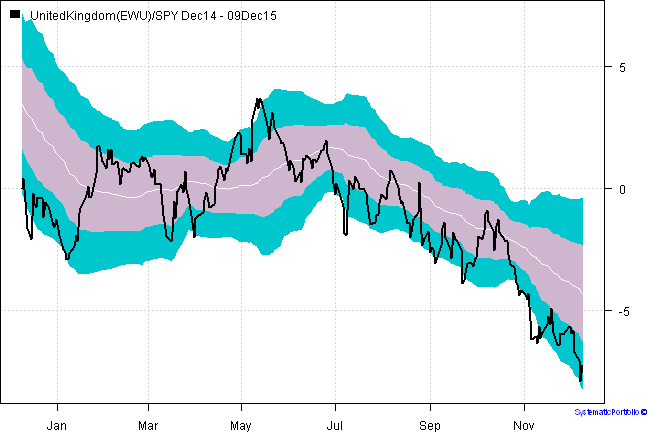 UnitedKingdom(EWU)/SPY Dec14 - 09Dec15
5
0
-5
SystematicPortfolio ©
Jan Mar May Jul Sep Nov